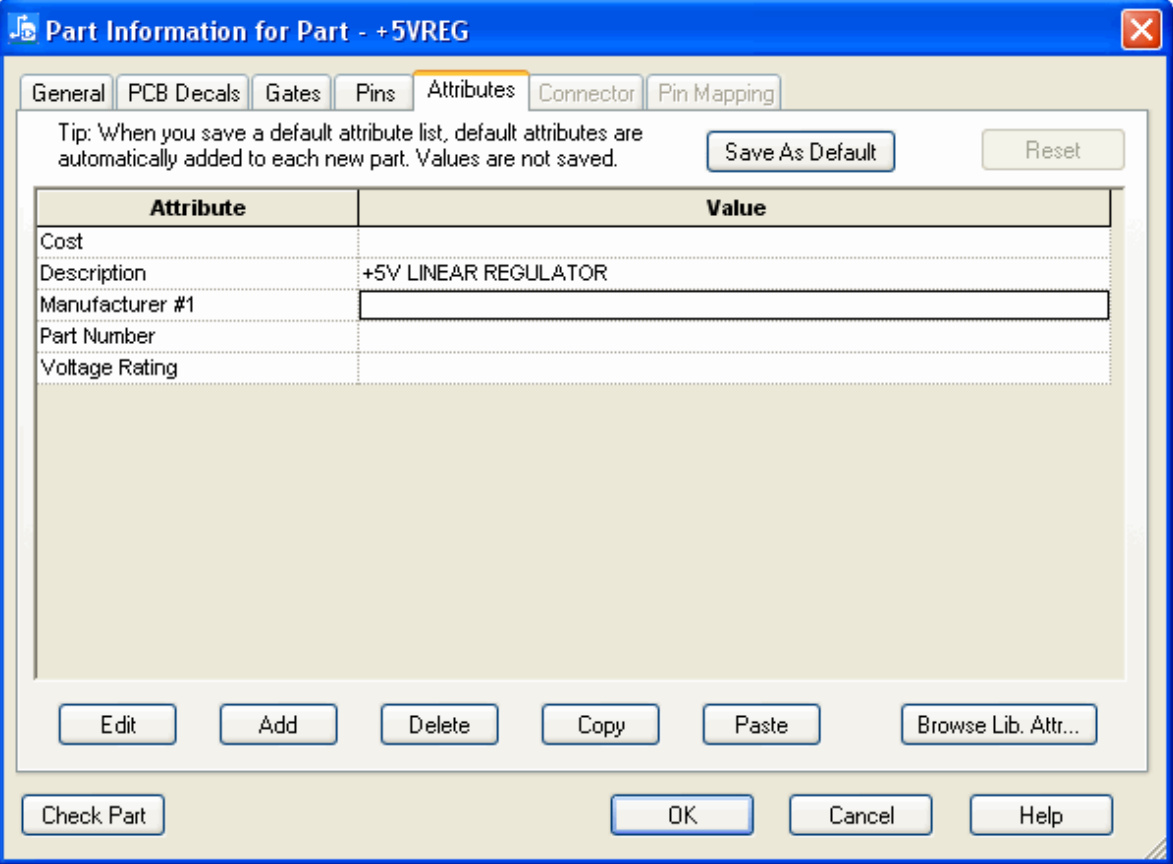 Part Information for Part - +5VREG
General PCB Decals Gates Pins Attributes Connector Pin Mapping
Tip: When you save a default attribute list, default attributes are
automatically added to each new part. Values are not saved.
Save As Default Reset
Attribute Value
Cost
Description +5V LINEAR REGULATOR
Manufacturer #1
Part Number
Voltage Rating
Edit Add Delete Copy Paste Browse Lib. Attr...
Check Part OK Cancel Help